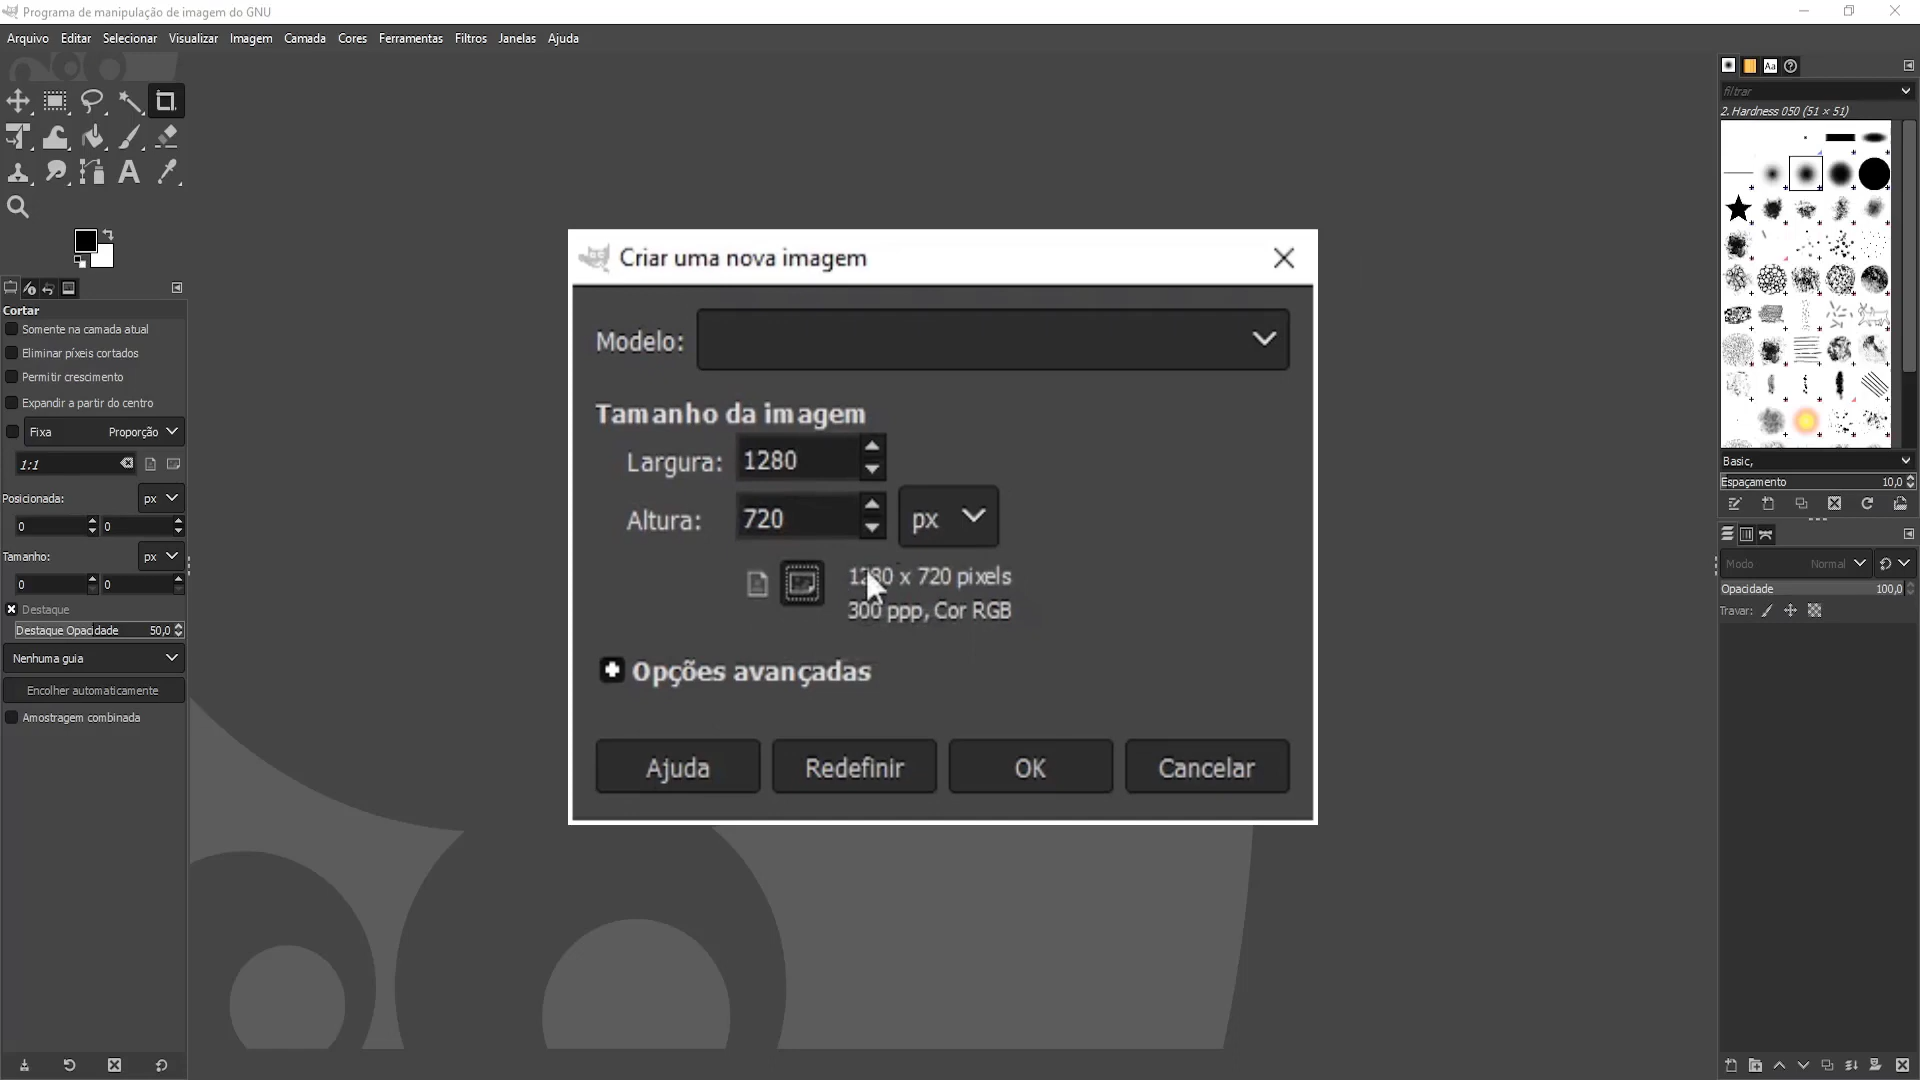 Programa de manipulação de imagem do GNU
Arquivo Editar Selecionar Visualizar Imagem Camada Cores Ferramentas Filtros Janelas Ajuda
Cortar
Somente na camada atual
Eliminar píxeis cortados
Permitir crescimento
Expandir a partir do centro
Fixa Proporção
1:1
Posicionada: px
0 0
Tamanho: px
0 0
Destaque
Destaque Opacidade 50,0
Nenhuma guia
Encolher automaticamente
Amostragem combinada
Criar uma nova imagem
Modelo:
Tamanho da imagem
Largura: 1280
Altura: 720 px
1280 x 720 pixels
300 ppp, Cor RGB
Opções avançadas
Ajuda Redefinir OK Cancelar
Aa
filtrar
2. Hardness 050 (51 × 51)
Basic,
Espaçamento 10,0
Modo Normal
Opacidade 100,0
Travar: